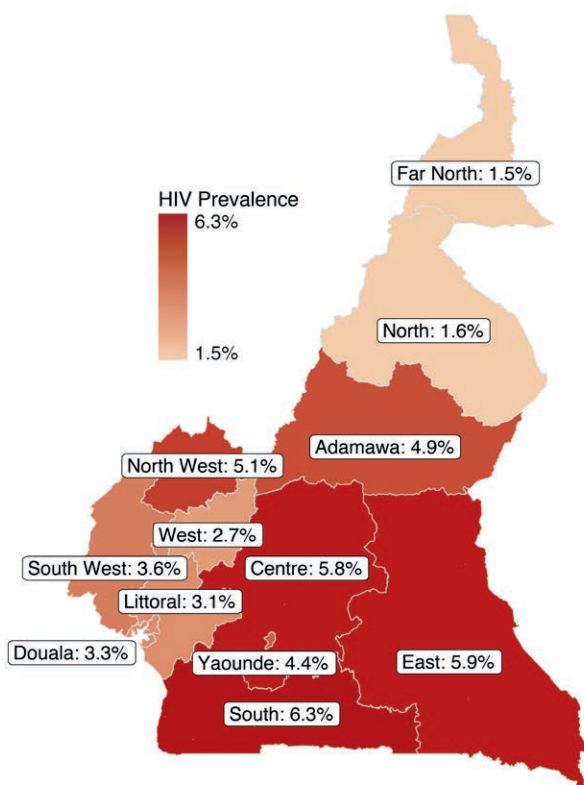 Far North: 1.5%
HIV Prevalence
6.3%
1.5%
North: 1.6%
Adamawa: 4.9%
North West: 5.1%
West: 2.7%
South West: 3.6%
Centre: 5.8%
Littoral: 3.1%
Douala: 3.3%
Yaounde: 4.4%
East: 5.9%
South: 6.3%